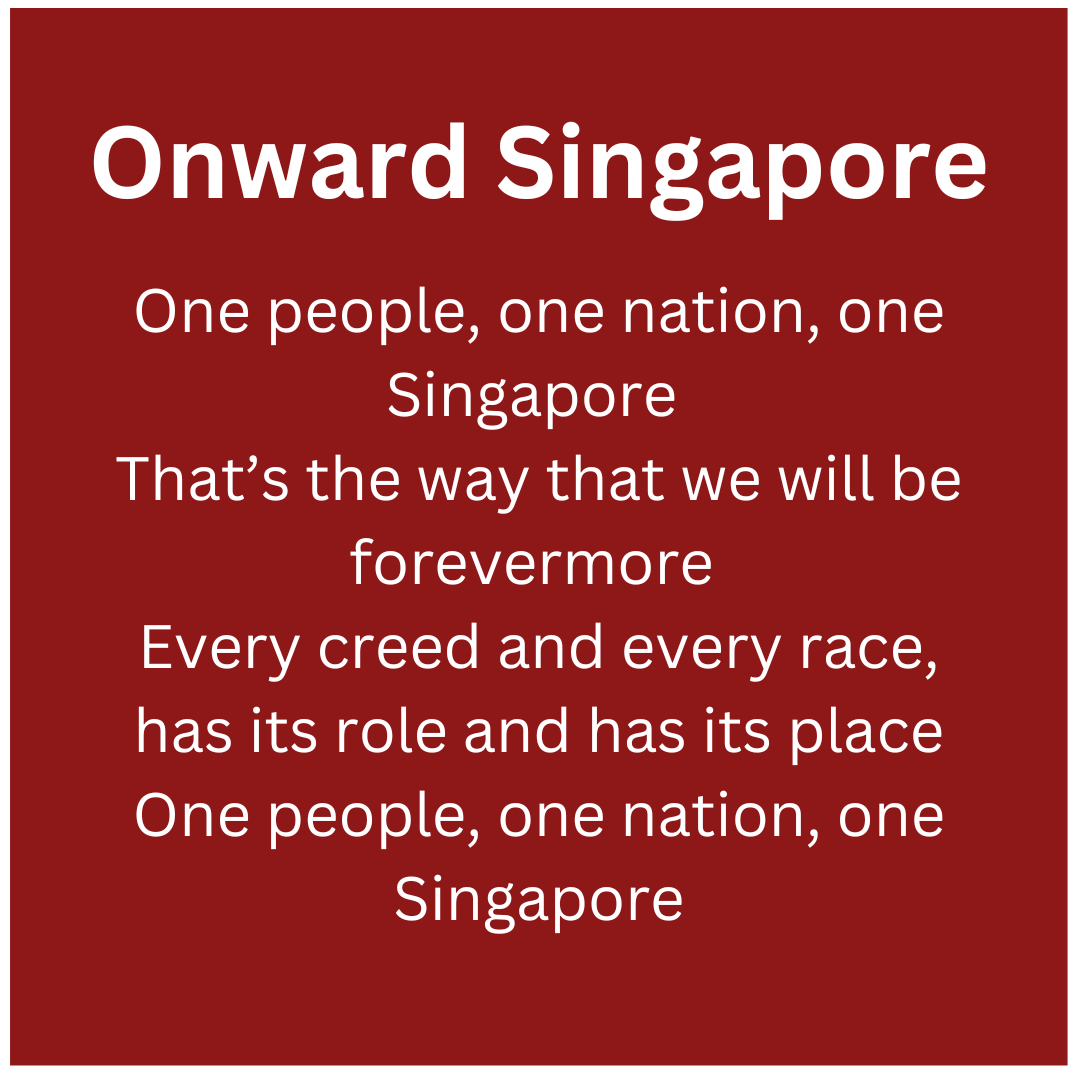 Onward Singapore
One people, one nation, one
Singapore
That’s the way that we will be
forevermore
Every creed and every race,
has its role and has its place
One people, one nation, one
Singapore